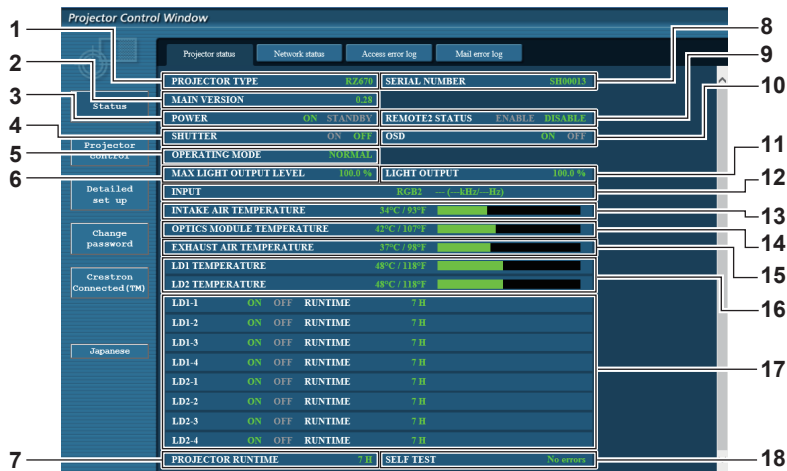 Projector Control Window
1
2
3
4
5
6
7
8
9
10
11
12
13
14
15
16
17
18
Status
Projector control
Detailed set up
Change password
Crestron Connected(TM)
Japanese
Projector status Network status Access error log Mail error log
PROJECTOR TYPE RZ670 SERIAL NUMBER SH00013
MAIN VERSION 0.28
POWER ON STANDBY REMOTE2 STATUS ENABLE DISABLE
SHUTTER ON OFF OSD ON OFF
OPERATING MODE NORMAL
MAX LIGHT OUTPUT LEVEL 100.0 % LIGHT OUTPUT 100.0 %
INPUT RGB2 --- (---kHz/---Hz)
INTAKE AIR TEMPERATURE 34°C / 93°F
OPTICS MODULE TEMPERATURE 42°C / 107°F
EXHAUST AIR TEMPERATURE 37°C / 98°F
LD1 TEMPERATURE 48°C / 118°F
LD2 TEMPERATURE 48°C / 118°F
LD1-1 ON OFF RUNTIME 7 H
LD1-2 ON OFF RUNTIME 7 H
LD1-3 ON OFF RUNTIME 7 H
LD1-4 ON OFF RUNTIME 7 H
LD2-1 ON OFF RUNTIME 7 H
LD2-2 ON OFF RUNTIME 7 H
LD2-3 ON OFF RUNTIME 7 H
LD2-4 ON OFF RUNTIME 7 H
PROJECTOR RUNTIME 7 H SELF TEST No errors